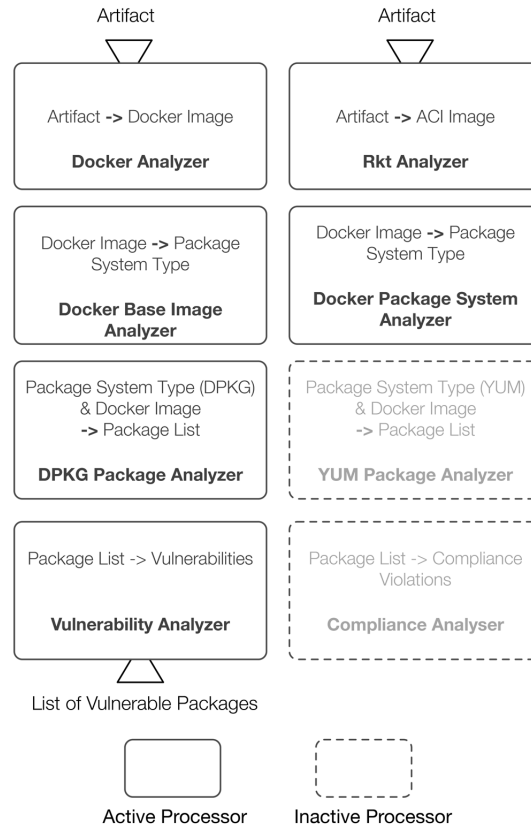 Artifact
Artifact
Artifact -> Docker Image
Docker Analyzer
Artifact -> ACI Image
Rkt Analyzer
Docker Image -> Package
System Type
Docker Base Image
Analyzer
Docker Image -> Package
System Type
Docker Package System
Analyzer
Package System Type (DPKG)
& Docker Image
-> Package List
DPKG Package Analyzer
Package System Type (YUM)
& Docker Image
-> Package List
YUM Package Analyzer
Package List -> Vulnerabilities
Vulnerability Analyzer
Package List -> Compliance
Violations
Compliance Analyser
List of Vulnerable Packages
Active Processor
Inactive Processor